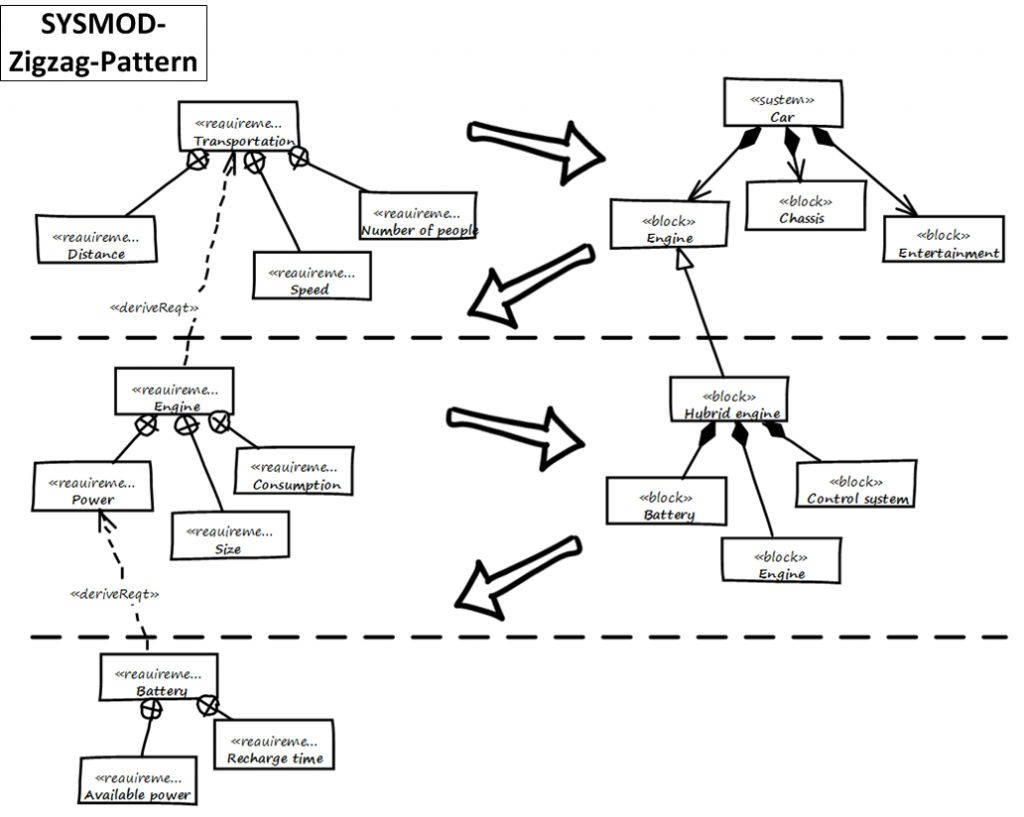 SYSMOD-
Zigzag-Pattern
«requireme...
Transportation
«system»
Car
«requireme...
Distance
«requireme...
Number of people
«requireme...
Speed
«block»
Engine
«block»
Chassis
«block»
Entertainment
«deriveReqt»
«requireme...
Engine
«block»
Hybrid engine
«requireme...
Power
«requireme...
Consumption
«requireme...
Size
«block»
Battery
«block»
Control system
«block»
Engine
«deriveReqt»
«requireme...
Battery
«requireme...
Recharge time
«requireme...
Available power